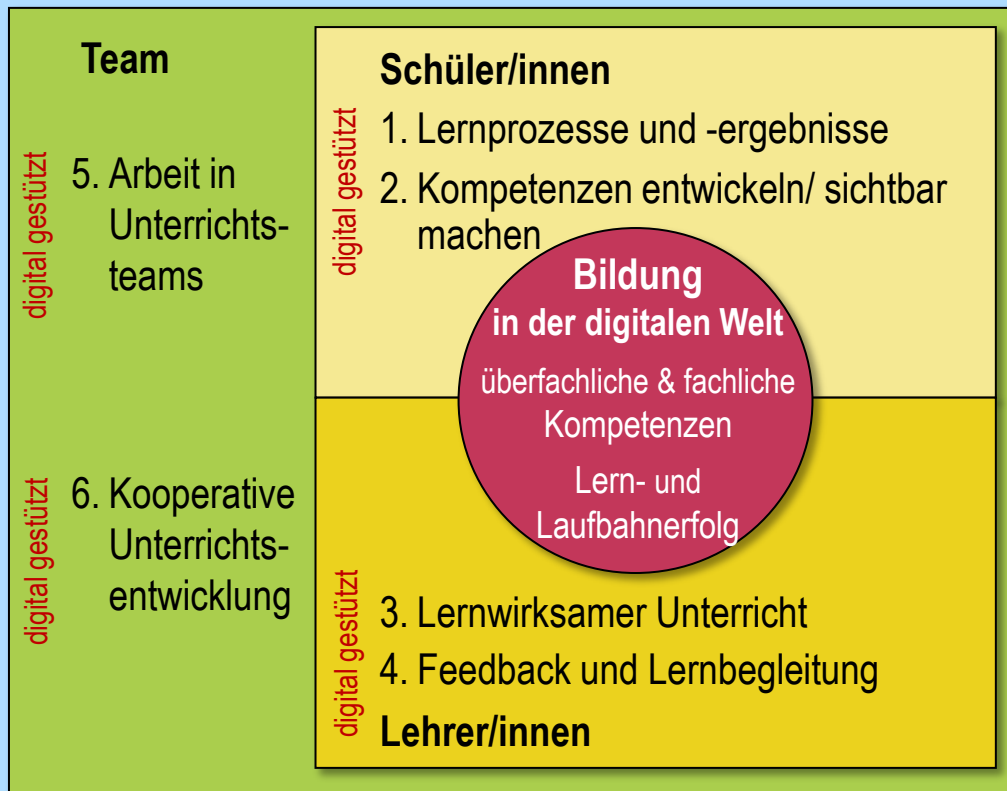 Team
digital gestützt
5. Arbeit in
Unterrichts-
teams
digital gestützt
6. Kooperative
Unterrichts-
entwicklung
Schüler/innen
digital gestützt
1. Lernprozesse und -ergebnisse
2. Kompetenzen entwickeln/ sichtbar
machen
Bildung
in der digitalen Welt
überfachliche & fachliche
Kompetenzen
Lern- und
Laufbahnerfolg
digital gestützt
3. Lernwirksamer Unterricht
4. Feedback und Lernbegleitung
Lehrer/innen